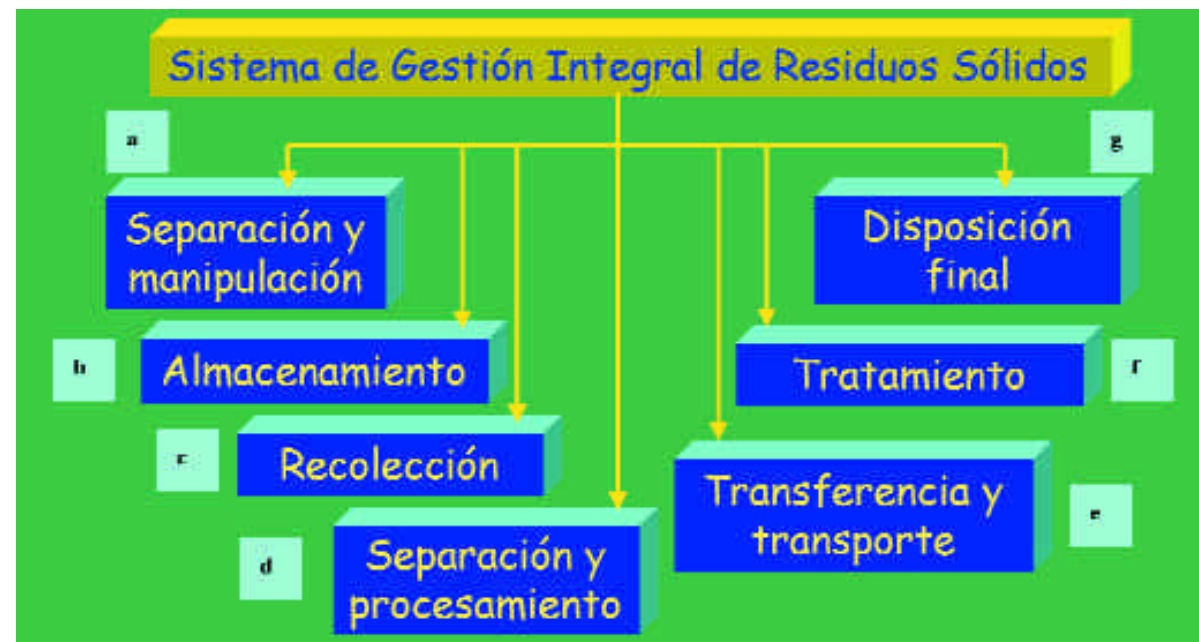 Sistema de Gestión Integral de Residuos Sólidos
a
Separación y
manipulación
b
Almacenamiento
c
Recolección
d
Separación y
procesamiento
e
Transferencia y
transporte
f
Tratamiento
g
Disposición
final